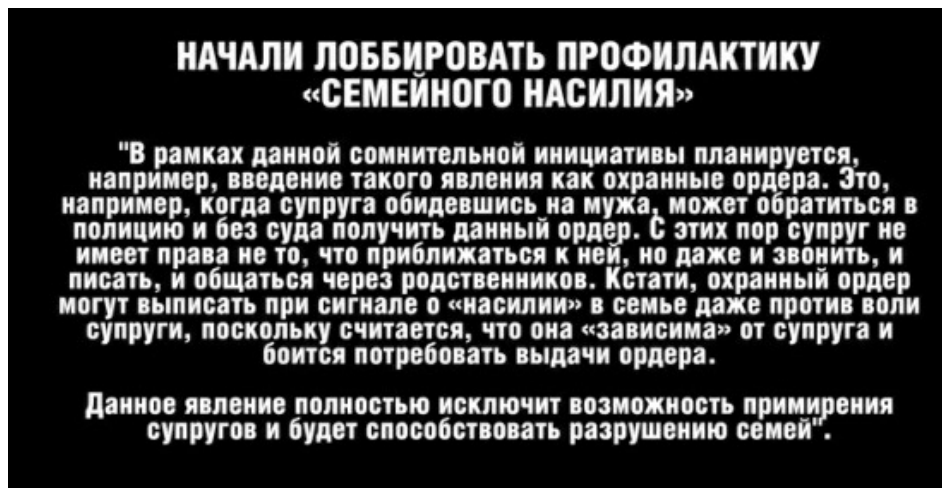 НАЧАЛИ ЛОББИРОВАТЬ ПРОФИЛАКТИКУ
«СЕМЕЙНОГО НАСИЛИЯ»
"В рамках данной сомнительной инициативы планируется,
например, введение такого явления как охранные ордера. Это,
например, когда супруга обидевшись на мужа, может обратиться в
полицию и без суда получить данный ордер. С этих пор супруг не
имеет права не то, что приближаться к ней, но даже и звонить, и
писать, и общаться через родственников. Кстати, охранный ордер
могут выписать при сигнале о «насилии» в семье даже против воли
супруги, поскольку считается, что она «зависима» от супруга и
боится потребовать выдачи ордера.
Данное явление полностью исключит возможность примирения
супругов и будет способствовать разрушению семей".